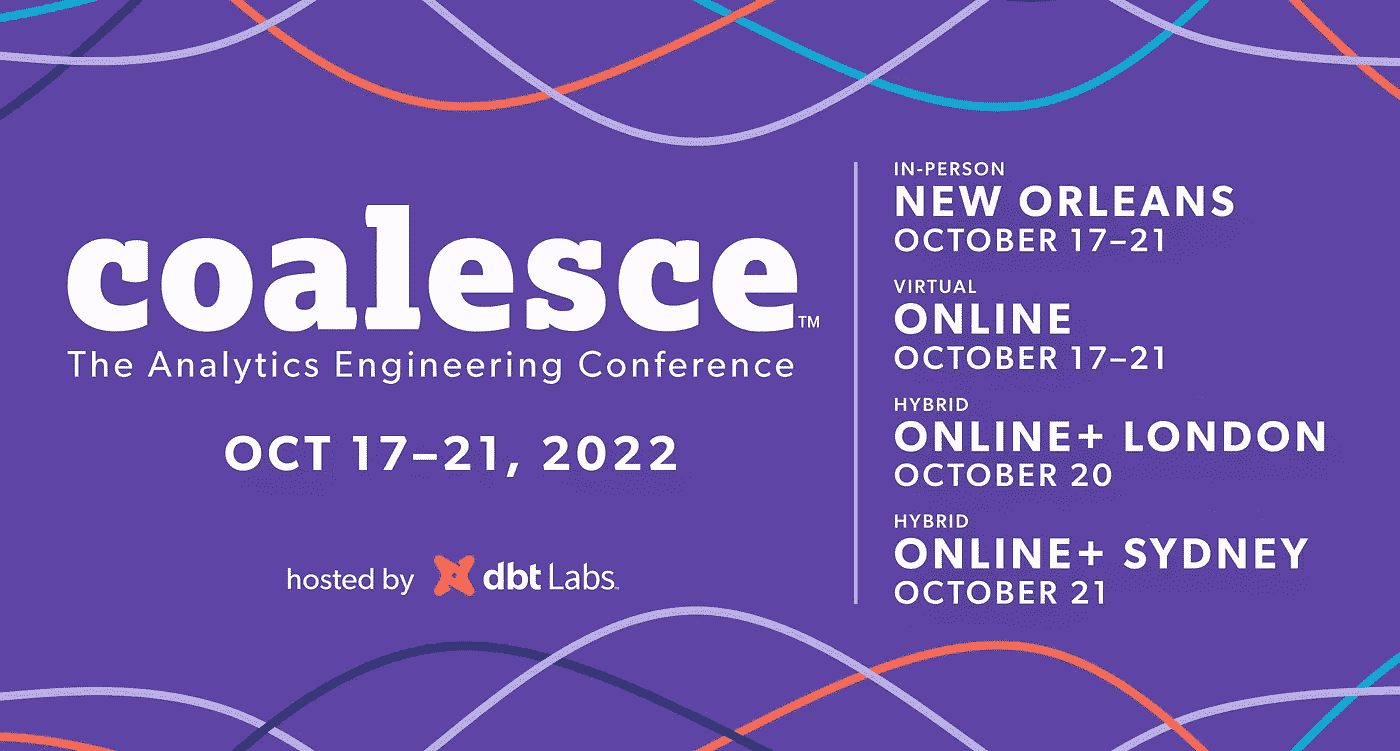 coalesce™
The Analytics Engineering Conference
OCT 17–21, 2022
hosted by dbt Labs
IN-PERSON
NEW ORLEANS
OCTOBER 17–21
VIRTUAL
ONLINE
OCTOBER 17–21
HYBRID
ONLINE+ LONDON
OCTOBER 20
HYBRID
ONLINE+ SYDNEY
OCTOBER 21